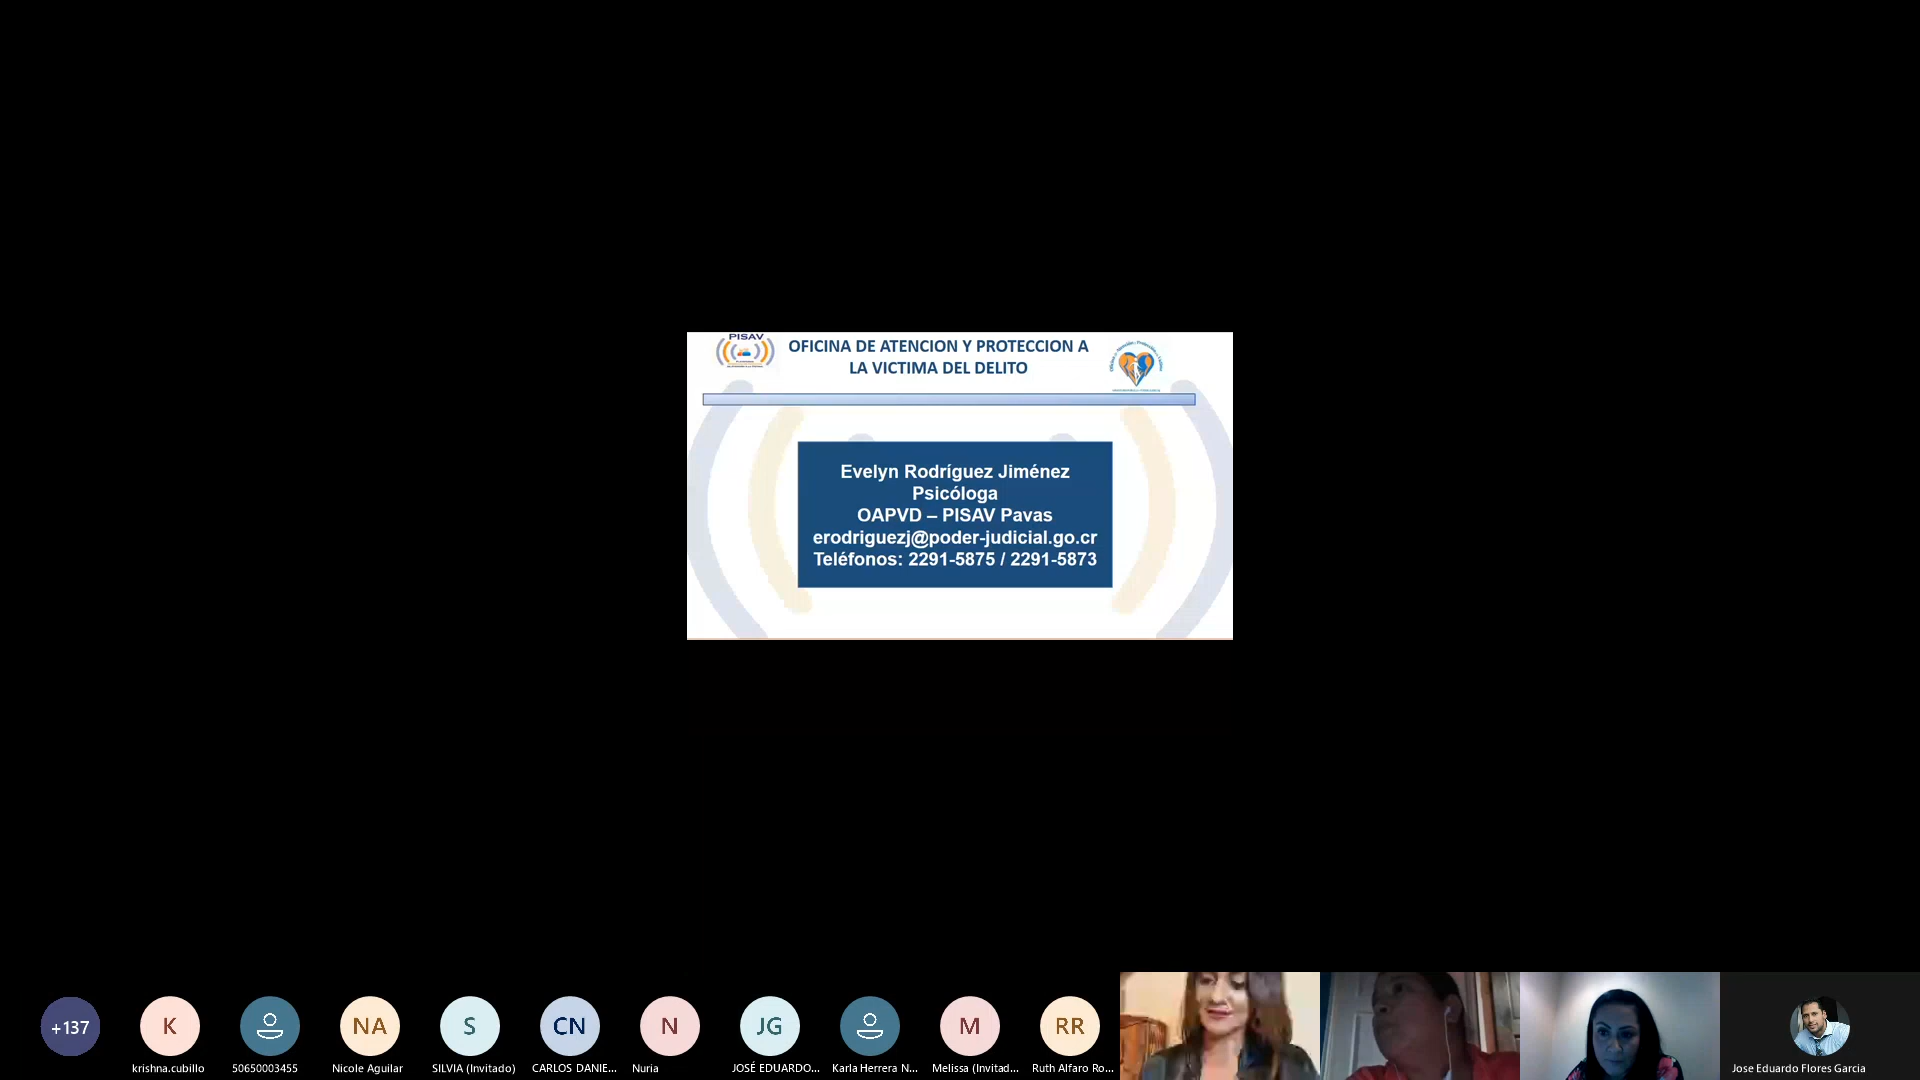 PISAV
OFICINA DE ATENCION Y PROTECCION A
LA VICTIMA DEL DELITO
Evelyn Rodríguez Jiménez
Psicóloga
OAPVD – PISAV Pavas
erodriguezj@poder-judicial.go.cr
Teléfonos: 2291-5875 / 2291-5873
+137
K
NA
S
CN
N
JG
M
RR
krishna.cubillo
50650003455
Nicole Aguilar
SILVIA (Invitado)
CARLOS DANIE...
Nuria
JOSÉ EDUARDO...
Karla Herrera N...
Melissa (Invitad...
Ruth Alfaro Ro...
Jose Eduardo Flores Garcia